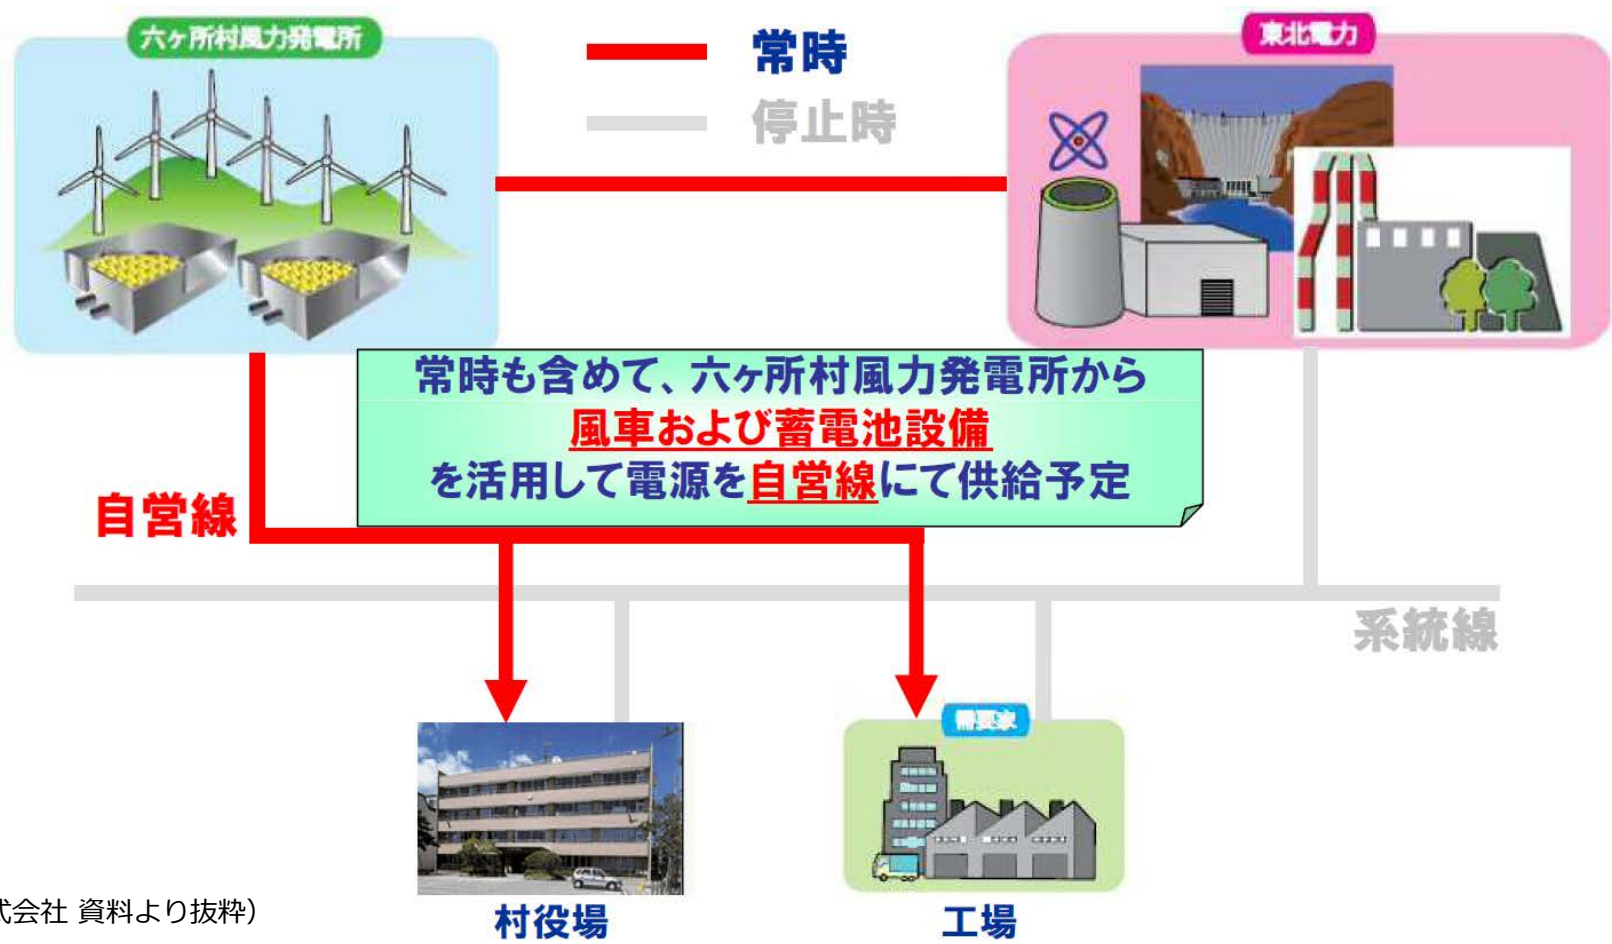 六ヶ所村風力発電所
常時
停止時
東北電力
常時も含めて、六ヶ所村風力発電所から
風車および蓄電池設備
を活用して電源を自営線にて供給予定
自営線
系統線
需要家
村役場
工場
式会社 資料より抜粋）